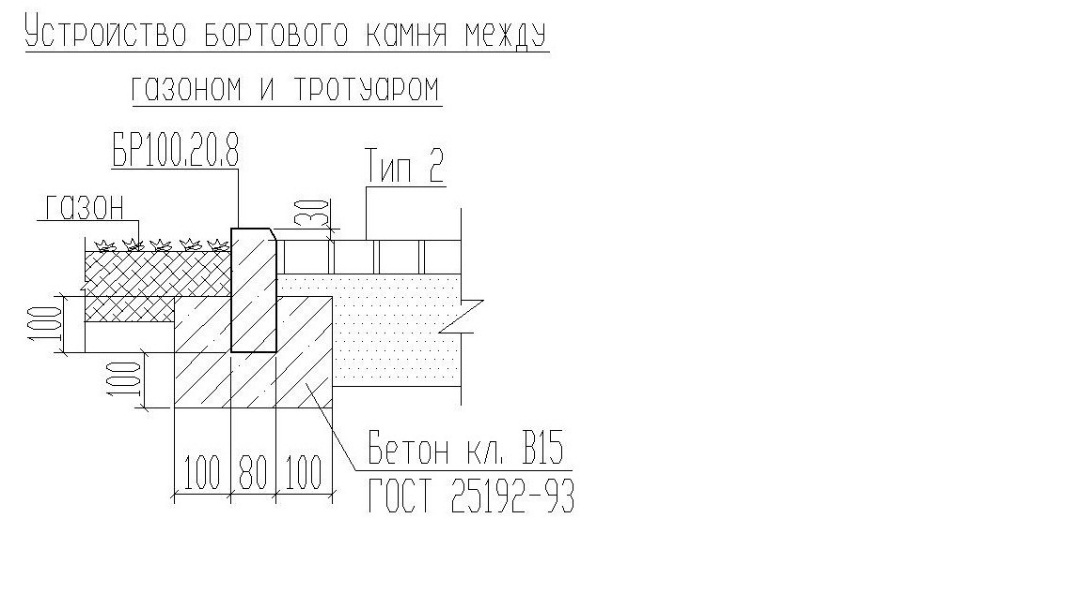 Устройство бортового камня между
газоном и тротуаром
БР100.20.8
Тип 2
газон
30
100
100
100 80 100
Бетон кл. В15
ГОСТ 25192-93